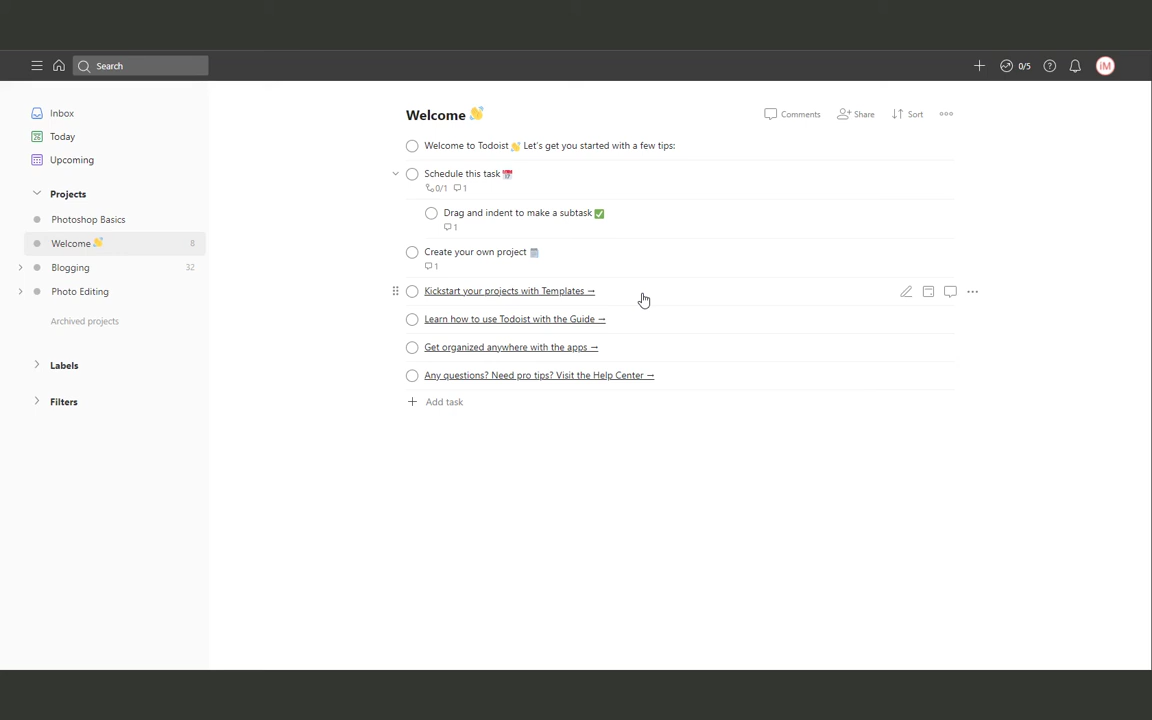 Search
0/5
iM
Inbox
Today
Upcoming
Projects
Photoshop Basics
Welcome 👋 8
Blogging 32
Photo Editing
Archived projects
Labels
Filters
Welcome 👋
Comments Share Sort
Welcome to Todoist 👋 Let's get you started with a few tips:
Schedule this task 📅
0/1 1
Drag and indent to make a subtask ✅
1
Create your own project 🗒️
1
Kickstart your projects with Templates →
Learn how to use Todoist with the Guide →
Get organized anywhere with the apps →
Any questions? Need pro tips? Visit the Help Center →
+ Add task